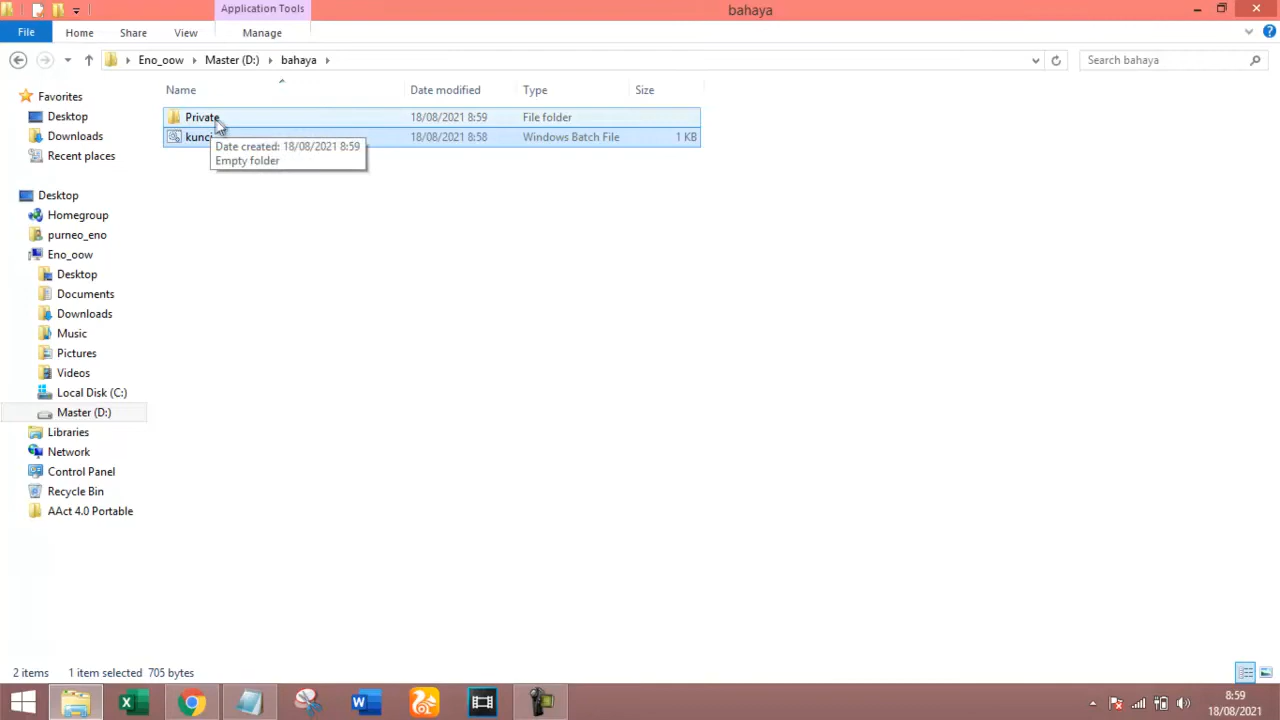 Application Tools
bahaya
File
Home
Share
View
Manage
Eno_oow
Master (D:)
bahaya
Search bahaya
Name
Date modified
Type
Size
Private
18/08/2021 8:59
File folder
kunci
18/08/2021 8:58
Windows Batch File
1 KB
Date created: 18/08/2021 8:59
Empty folder
Favorites
Desktop
Downloads
Recent places
Desktop
Homegroup
purneo_eno
Eno_oow
Desktop
Documents
Downloads
Music
Pictures
Videos
Local Disk (C:)
Master (D:)
Libraries
Network
Control Panel
Recycle Bin
AAct 4.0 Portable
2 items
1 item selected 705 bytes
8:59
18/08/2021